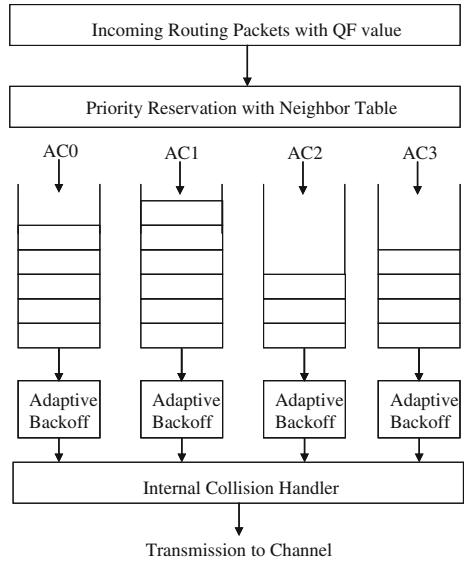 Incoming Routing Packets with QF value
Priority Reservation with Neighbor Table
AC0 AC1 AC2 AC3
Adaptive Backoff Adaptive Backoff Adaptive Backoff Adaptive Backoff
Internal Collision Handler
Transmission to Channel